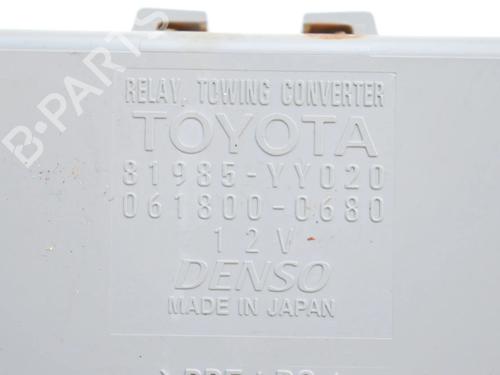 B-PARTS
RELAY, TOWING CONVERTER
TOYOTA
81985-YY020
061800-0680
12V
DENSO
MADE IN JAPAN